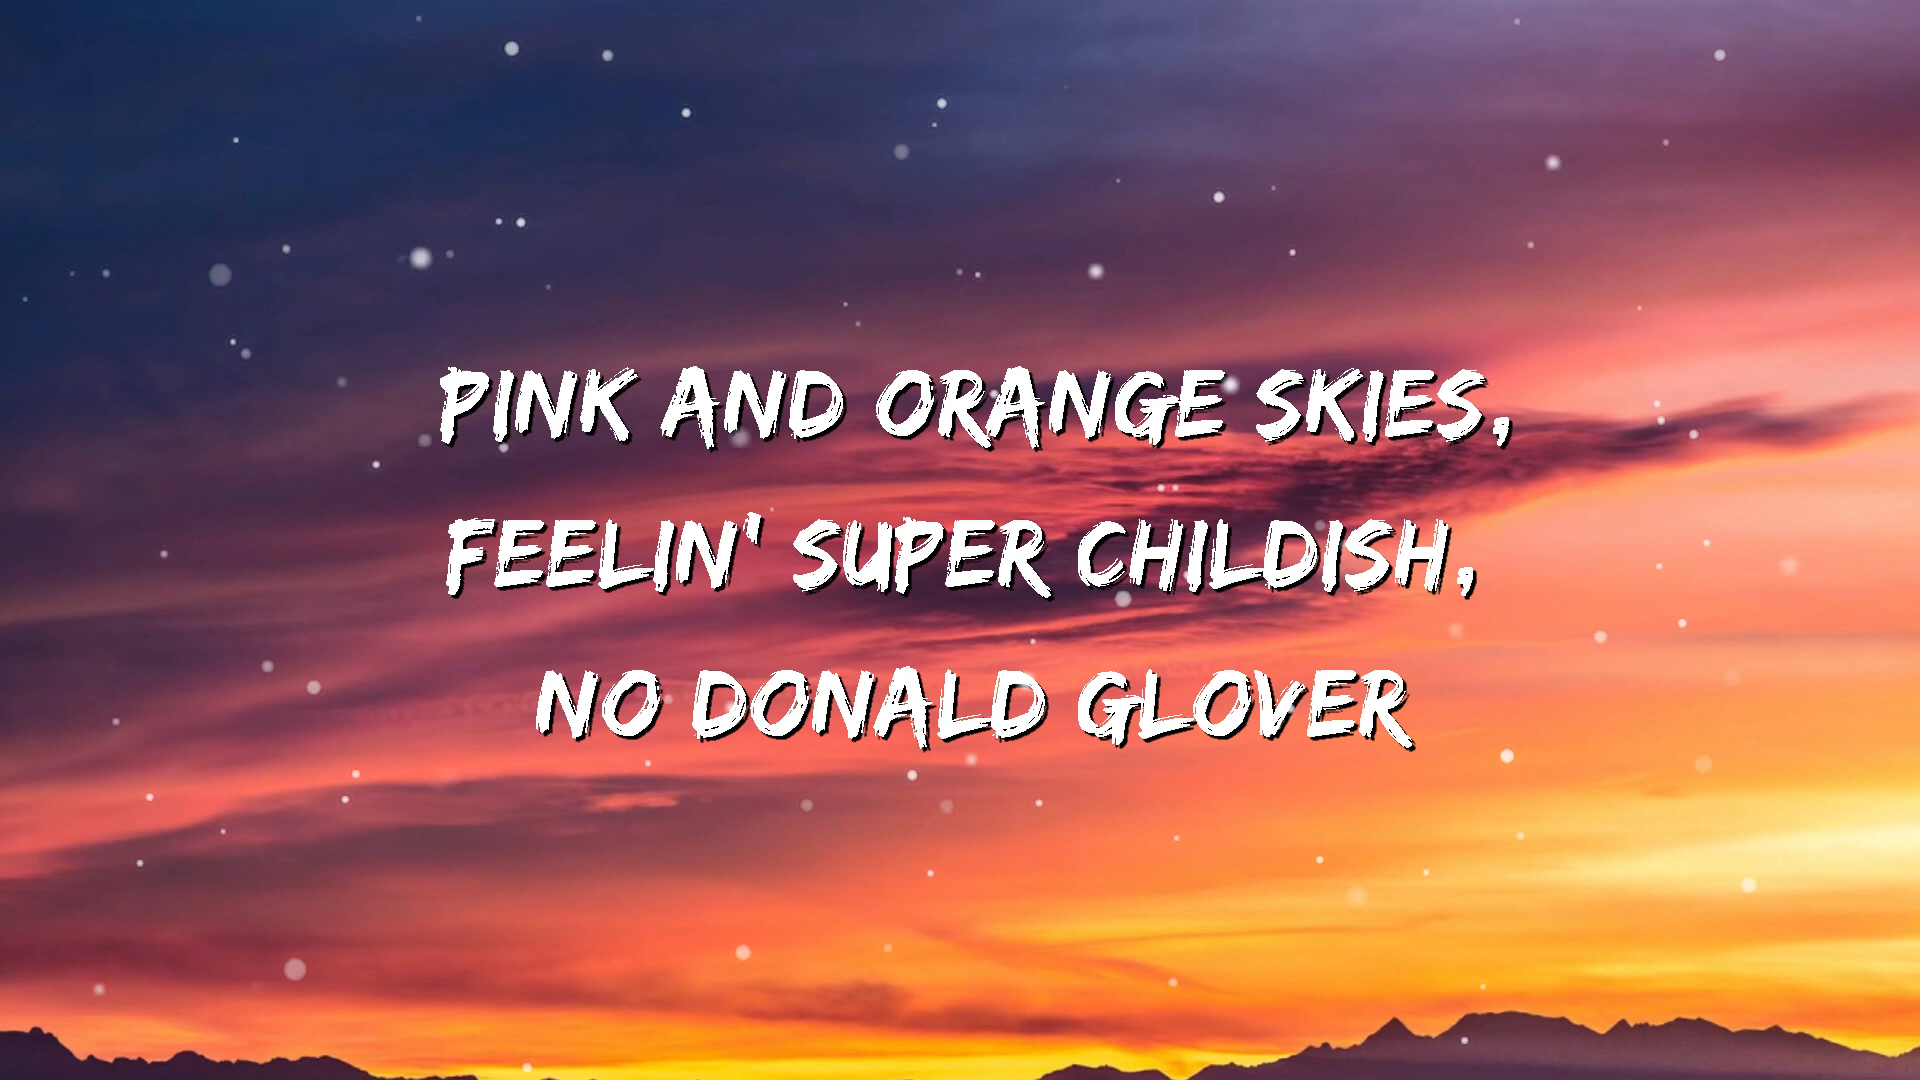 PINK AND ORANGE SKIES,
FEELIN' SUPER CHILDISH,
NO DONALD GLOVER